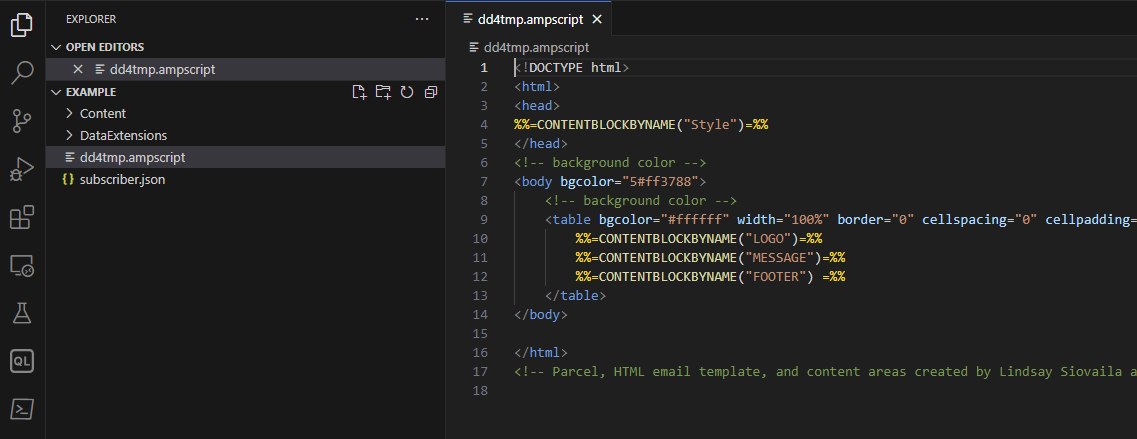 EXPLORER ...
OPEN EDITORS
dd4tmp.ampscript
EXAMPLE
Content
DataExtensions
dd4tmp.ampscript
{} subscriber.json
QL
dd4tmp.ampscript
dd4tmp.ampscript
1 <!DOCTYPE html>
2 <html>
3 <head>
4 %%=CONTENTBLOCKBYNAME("Style")=%%
5 </head>
6 <!-- background color -->
7 <body bgcolor="5#ff3788">
8 <!-- background color -->
9 <table bgcolor="#ffffff" width="100%" border="0" cellspacing="0" cellpadding=
10 %%=CONTENTBLOCKBYNAME("LOGO")=%%
11 %%=CONTENTBLOCKBYNAME("MESSAGE")=%%
12 %%=CONTENTBLOCKBYNAME("FOOTER") =%%
13 </table>
14 </body>
15
16 </html>
17 <!-- Parcel, HTML email template, and content areas created by Lindsay Siovaila a
18